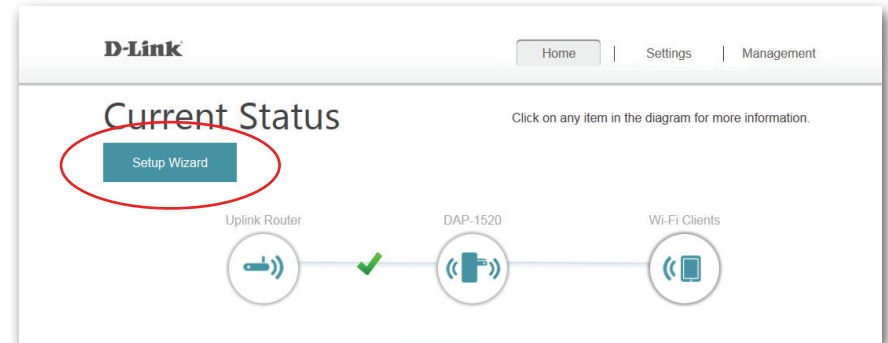 D-Link
Home | Settings | Management
Current Status
Click on any item in the diagram for more information.
Setup Wizard
Uplink Router
DAP-1520
Wi-Fi Clients